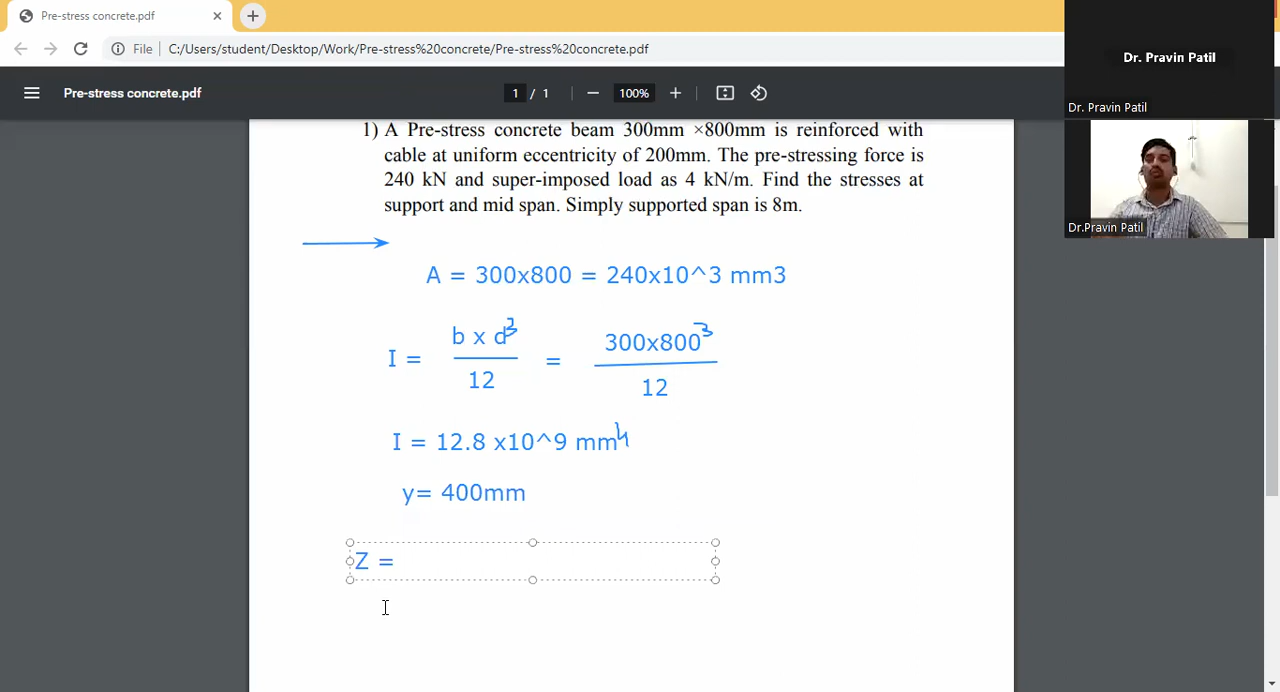 Pre-stress concrete.pdf
File C:/Users/student/Desktop/Work/Pre-stress%20concrete/Pre-stress%20concrete.pdf
Pre-stress concrete.pdf 1 / 1 100%
Dr. Pravin Patil
Dr. Pravin Patil
Dr.Pravin Patil
1) A Pre-stress concrete beam 300mm ×800mm is reinforced with
cable at uniform eccentricity of 200mm. The pre-stressing force is
240 kN and super-imposed load as 4 kN/m. Find the stresses at
support and mid span. Simply supported span is 8m.
A = 300x800 = 240x10^3 mm3
I = b x d3 / 12 = 300x800 3 / 12
I = 12.8 x10^9 mm4
y= 400mm
Z =